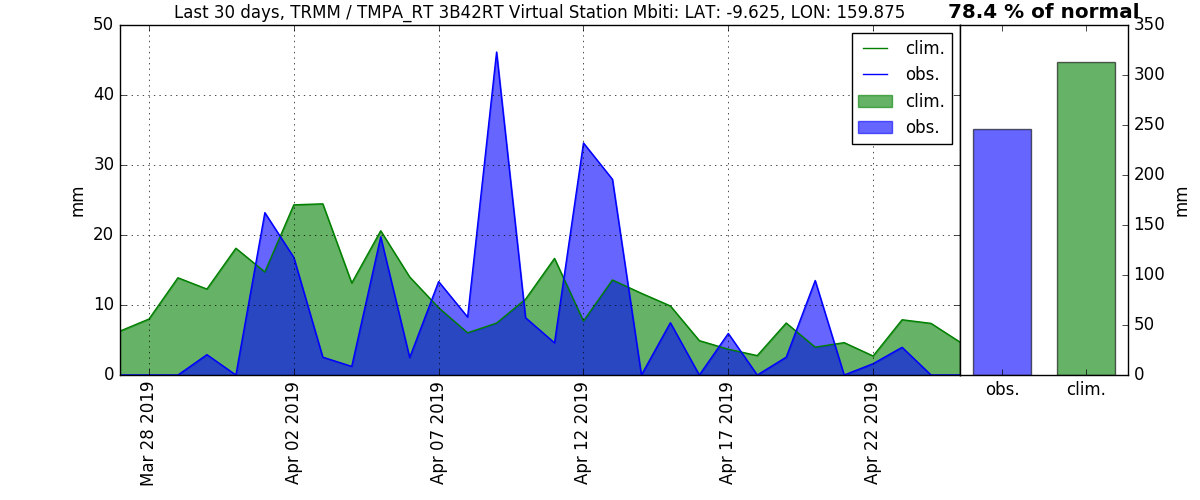 Last 30 days, TRMM / TMPA_RT 3B42RT Virtual Station Mbiti: LAT: -9.625, LON: 159.875
78.4 % of normal
50
40
30
20
10
0
mm
clim.
obs.
clim.
obs.
Mar 28 2019
Apr 02 2019
Apr 07 2019
Apr 12 2019
Apr 17 2019
Apr 22 2019
350
300
250
200
150
100
50
0
mm
obs.
clim.